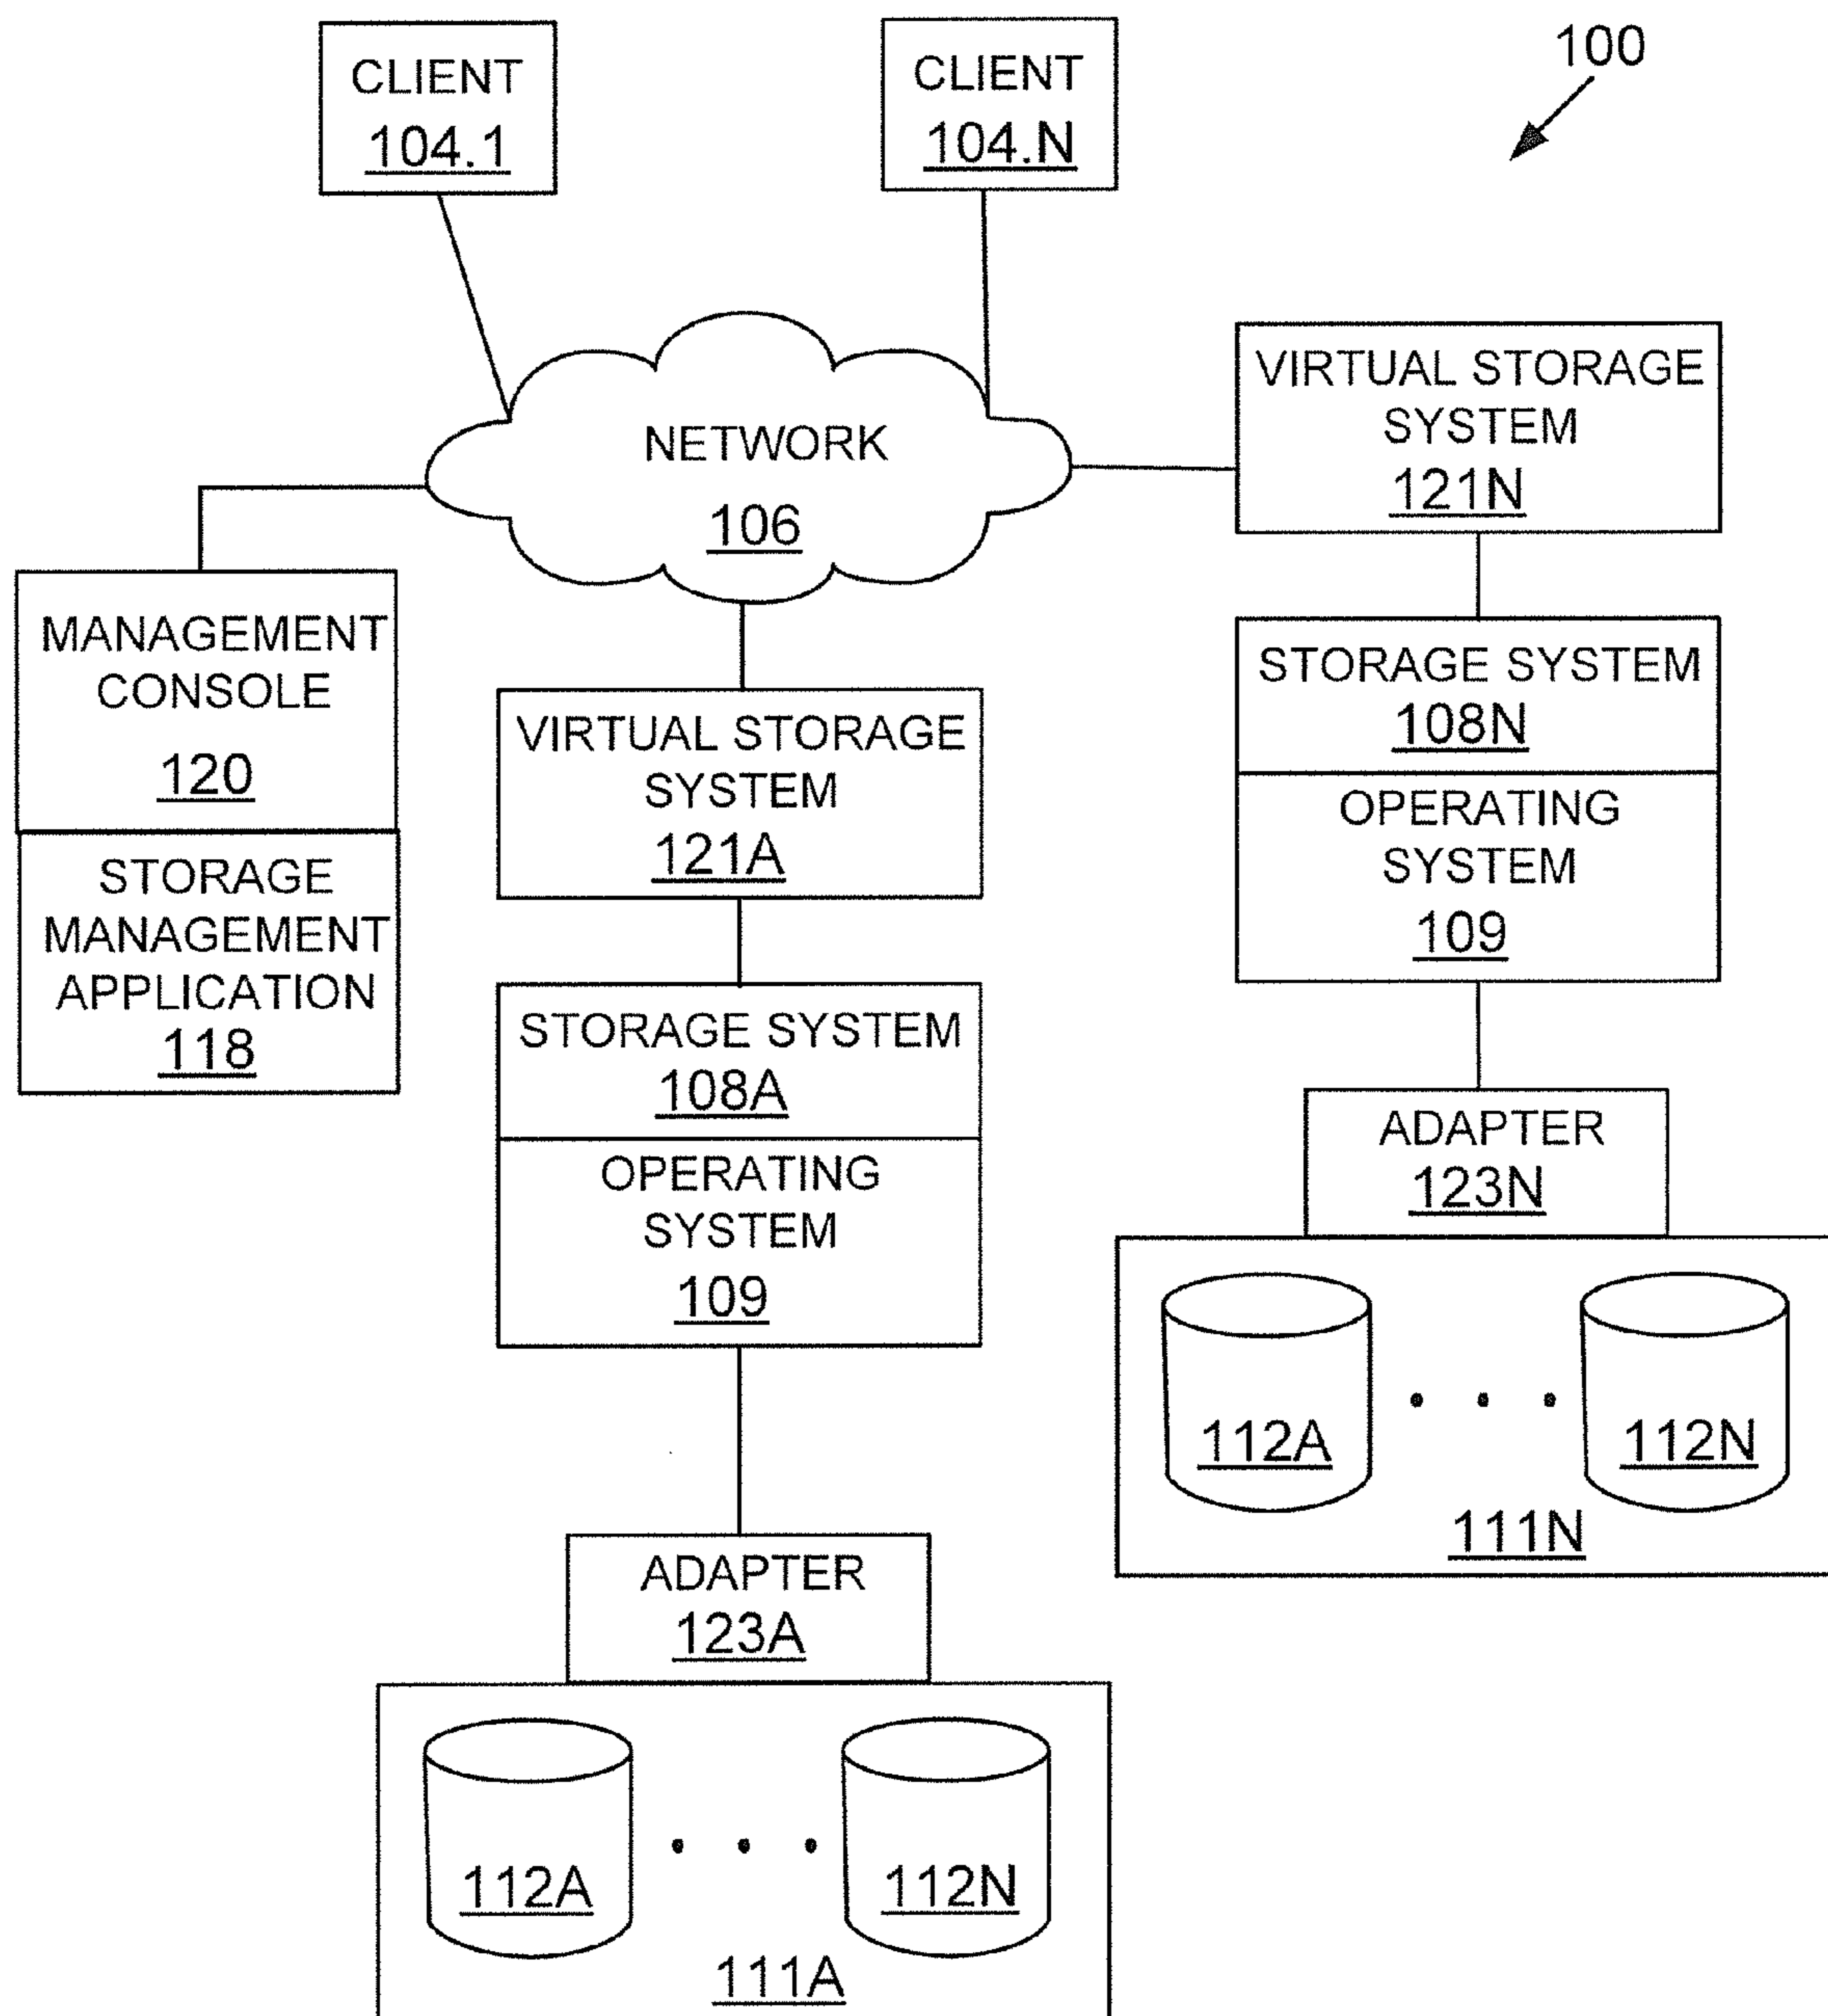 100
CLIENT
104.1
CLIENT
104.N
NETWORK
106
VIRTUAL STORAGE
SYSTEM
121N
MANAGEMENT
CONSOLE
120
STORAGE
MANAGEMENT
APPLICATION
118
VIRTUAL STORAGE
SYSTEM
121A
STORAGE SYSTEM
108N
OPERATING
SYSTEM
109
STORAGE SYSTEM
108A
OPERATING
SYSTEM
109
ADAPTER
123N
112A
. . .
112N
111N
ADAPTER
123A
112A
. . .
112N
111A